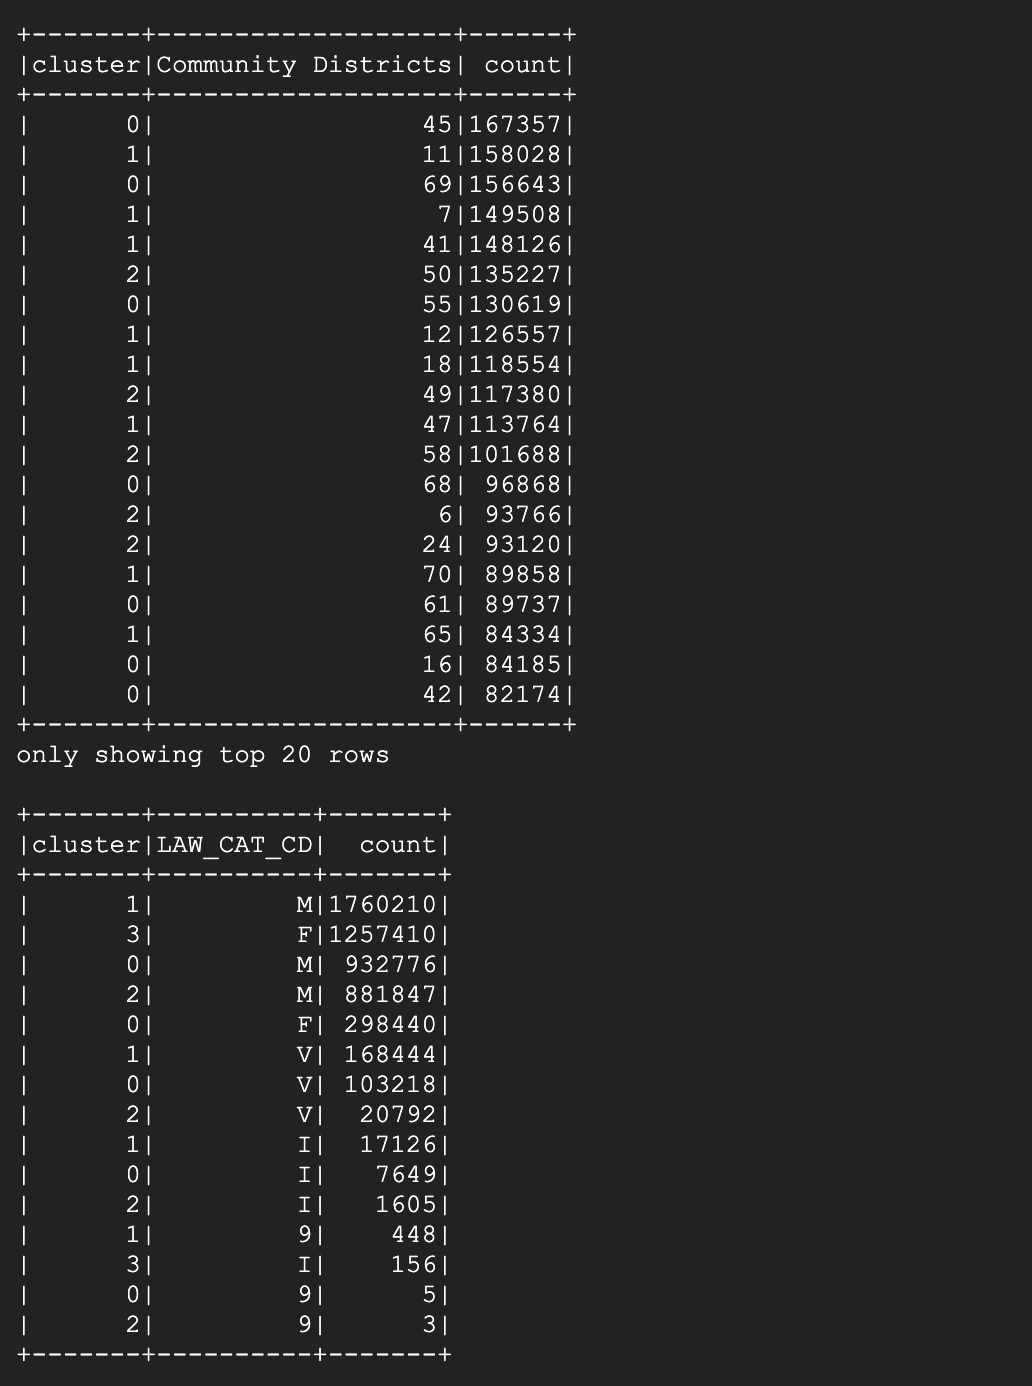 +-------+-------------------+------+
|cluster|Community Districts| count|
+-------+-------------------+------+
|      0|                 45|167357|
|      1|                 11|158028|
|      0|                 69|156643|
|      1|                  7|149508|
|      1|                 41|148126|
|      2|                 50|135227|
|      0|                 55|130619|
|      1|                 12|126557|
|      1|                 18|118554|
|      2|                 49|117380|
|      1|                 47|113764|
|      2|                 58|101688|
|      0|                 68| 96868|
|      2|                  6| 93766|
|      2|                 24| 93120|
|      1|                 70| 89858|
|      0|                 61| 89737|
|      1|                 65| 84334|
|      0|                 16| 84185|
|      0|                 42| 82174|
+-------+-------------------+------+
only showing top 20 rows

+-------+----------+-------+
|cluster|LAW_CAT_CD|  count|
+-------+----------+-------+
|      1|         M|1760210|
|      3|         F|1257410|
|      0|         M| 932776|
|      2|         M| 881847|
|      0|         F| 298440|
|      1|         V| 168444|
|      0|         V| 103218|
|      2|         V|  20792|
|      1|         I|  17126|
|      0|         I|   7649|
|      2|         I|   1605|
|      1|         9|    448|
|      3|         I|    156|
|      0|         9|      5|
|      2|         9|      3|
+-------+----------+-------+